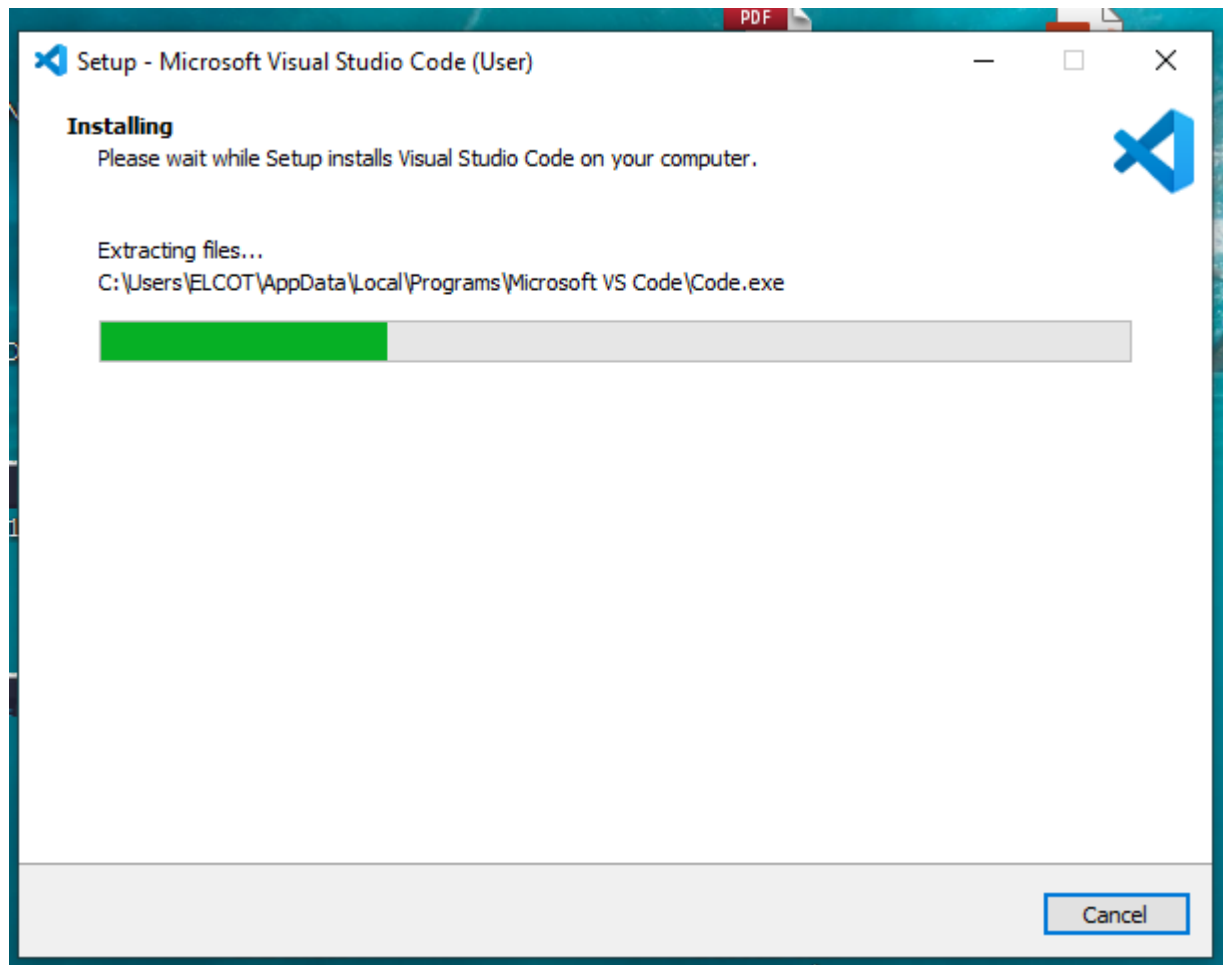 PDF
Setup - Microsoft Visual Studio Code (User)
Installing
Please wait while Setup installs Visual Studio Code on your computer.
Extracting files...
C:\Users\ELCOT\AppData\Local\Programs\Microsoft VS Code\Code.exe
Cancel